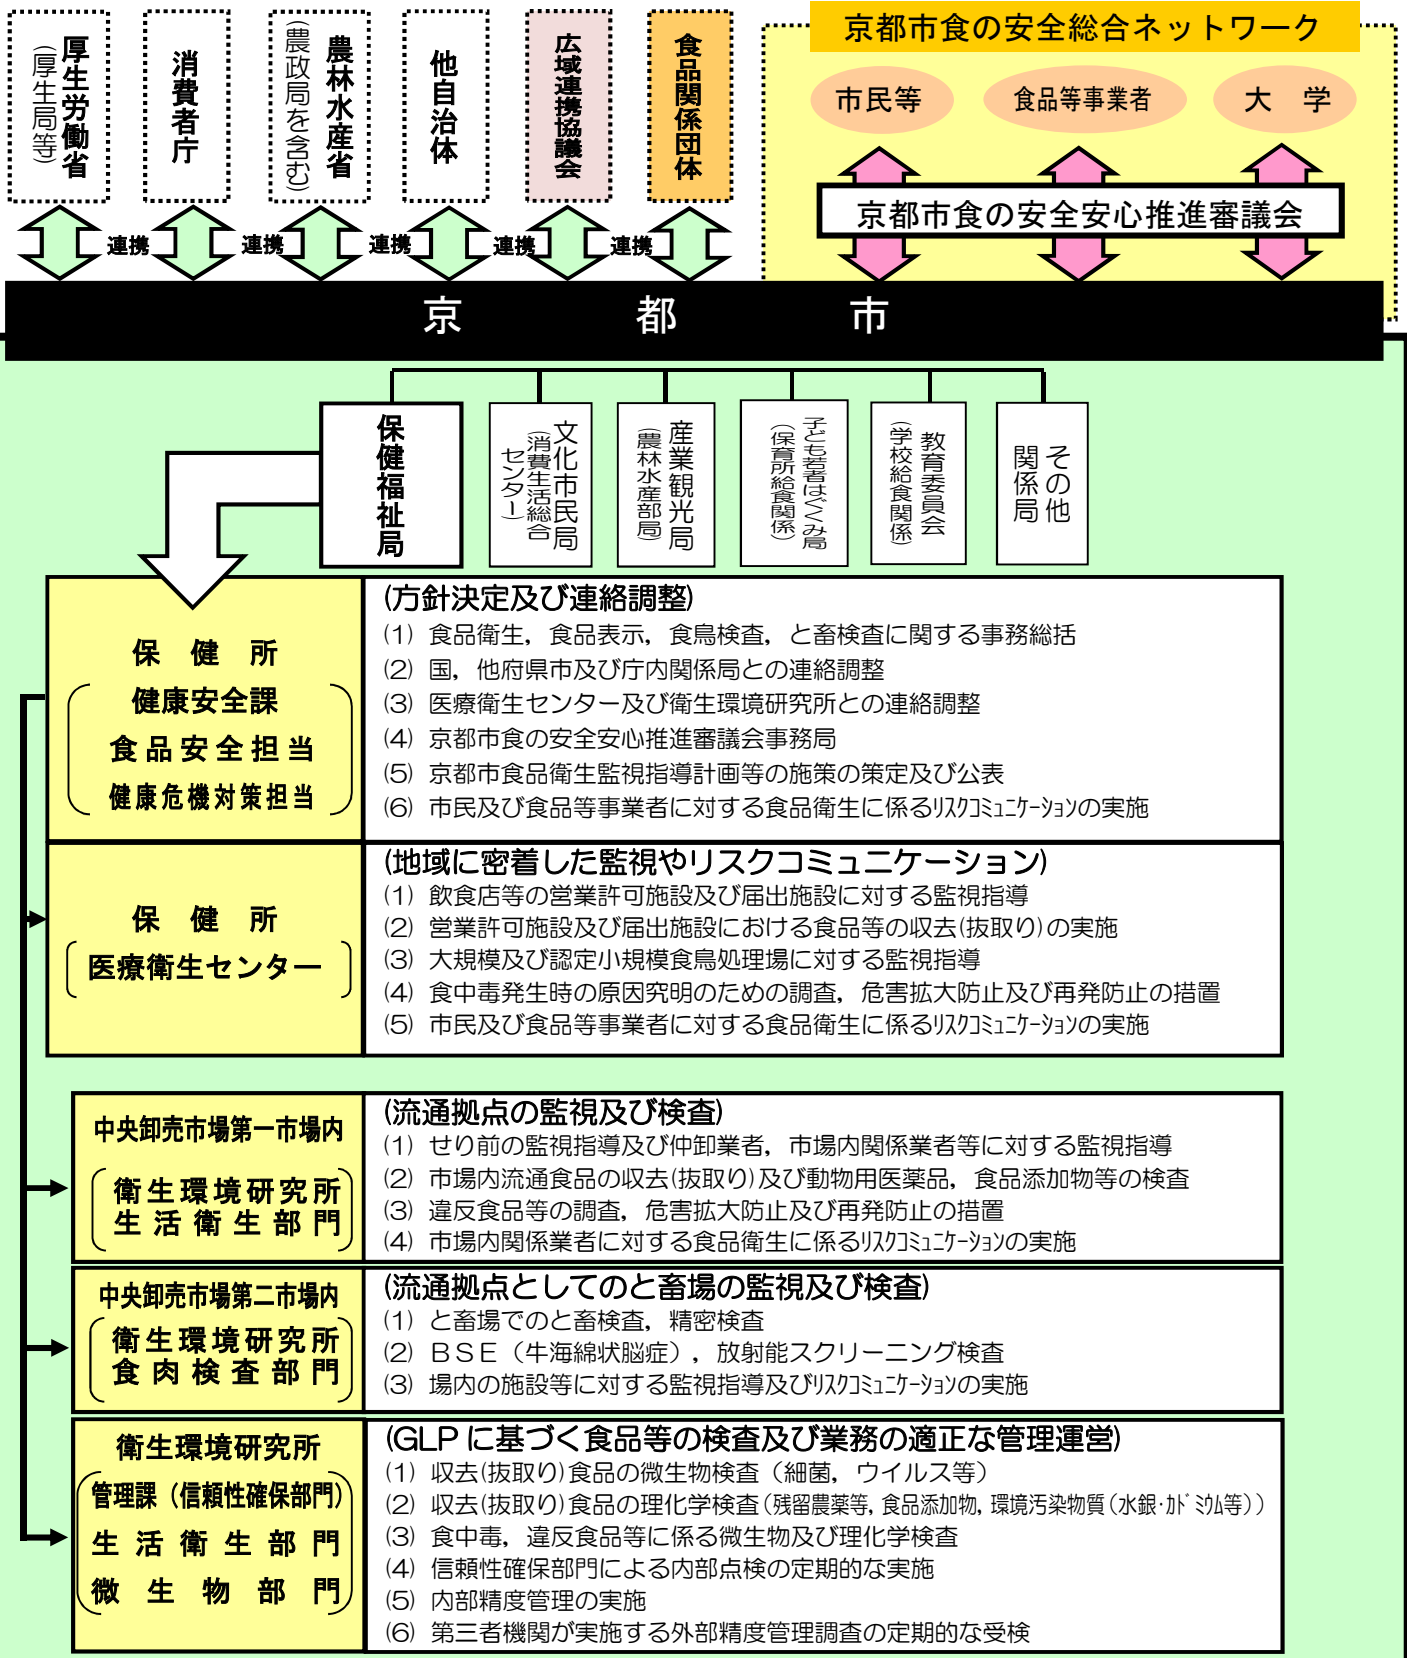 厚生労働省
（厚生局等）
消費者庁
農林水産省
（農政局を含む）
他自治体
広域連携協議会
食品関係団体
京都市食の安全総合ネットワーク
市民等
食品等事業者
大　学
京都市食の安全安心推進審議会
連携
連携
連携
連携
連携
京　都　市
保健福祉局
文化市民局
（消費生活総合
センター）
産業観光局
（農林水産部局）
子ども若者はぐくみ局
（保育所給食関係）
教育委員会
（学校給食関係）
その他
関係局
保　健　所
健康安全課
食品安全担当
健康危機対策担当
(方針決定及び連絡調整)
(1) 食品衛生，食品表示，食鳥検査，と畜検査に関する事務総括
(2) 国，他府県市及び庁内関係局との連絡調整
(3) 医療衛生センター及び衛生環境研究所との連絡調整
(4) 京都市食の安全安心推進審議会事務局
(5) 京都市食品衛生監視指導計画等の施策の策定及び公表
(6) 市民及び食品等事業者に対する食品衛生に係るﾘｽｸｺﾐｭﾆｹｰｼｮﾝの実施
保　健　所
医療衛生センター
(地域に密着した監視やリスクコミュニケーション)
(1) 飲食店等の営業許可施設及び届出施設に対する監視指導
(2) 営業許可施設及び届出施設における食品等の収去(抜取り)の実施
(3) 大規模及び認定小規模食鳥処理場に対する監視指導
(4) 食中毒発生時の原因究明のための調査，危害拡大防止及び再発防止の措置
(5) 市民及び食品等事業者に対する食品衛生に係るﾘｽｸｺﾐｭﾆｹｰｼｮﾝの実施
中央卸売市場第一市場内
衛生環境研究所
生活衛生部門
(流通拠点の監視及び検査)
(1) せり前の監視指導及び仲卸業者，市場内関係業者等に対する監視指導
(2) 市場内流通食品の収去(抜取り)及び動物用医薬品，食品添加物等の検査
(3) 違反食品等の調査，危害拡大防止及び再発防止の措置
(4) 市場内関係業者に対する食品衛生に係るﾘｽｸｺﾐｭﾆｹｰｼｮﾝの実施
中央卸売市場第二市場内
衛生環境研究所
食肉検査部門
(流通拠点としてのと畜場の監視及び検査)
(1) と畜場でのと畜検査，精密検査
(2) ＢＳＥ（牛海綿状脳症），放射能スクリーニング検査
(3) 場内の施設等に対する監視指導及びﾘｽｸｺﾐｭﾆｹｰｼｮﾝの実施
衛生環境研究所
管理課（信頼性確保部門）
生活衛生部門
微生物部門
(GLPに基づく食品等の検査及び業務の適正な管理運営)
(1) 収去(抜取り)食品の微生物検査（細菌，ウイルス等）
(2) 収去(抜取り)食品の理化学検査（残留農薬等，食品添加物，環境汚染物質（水銀･ｶﾄﾞﾐｳﾑ等））
(3) 食中毒，違反食品等に係る微生物及び理化学検査
(4) 信頼性確保部門による内部点検の定期的な実施
(5) 内部精度管理の実施
(6) 第三者機関が実施する外部精度管理調査の定期的な受検